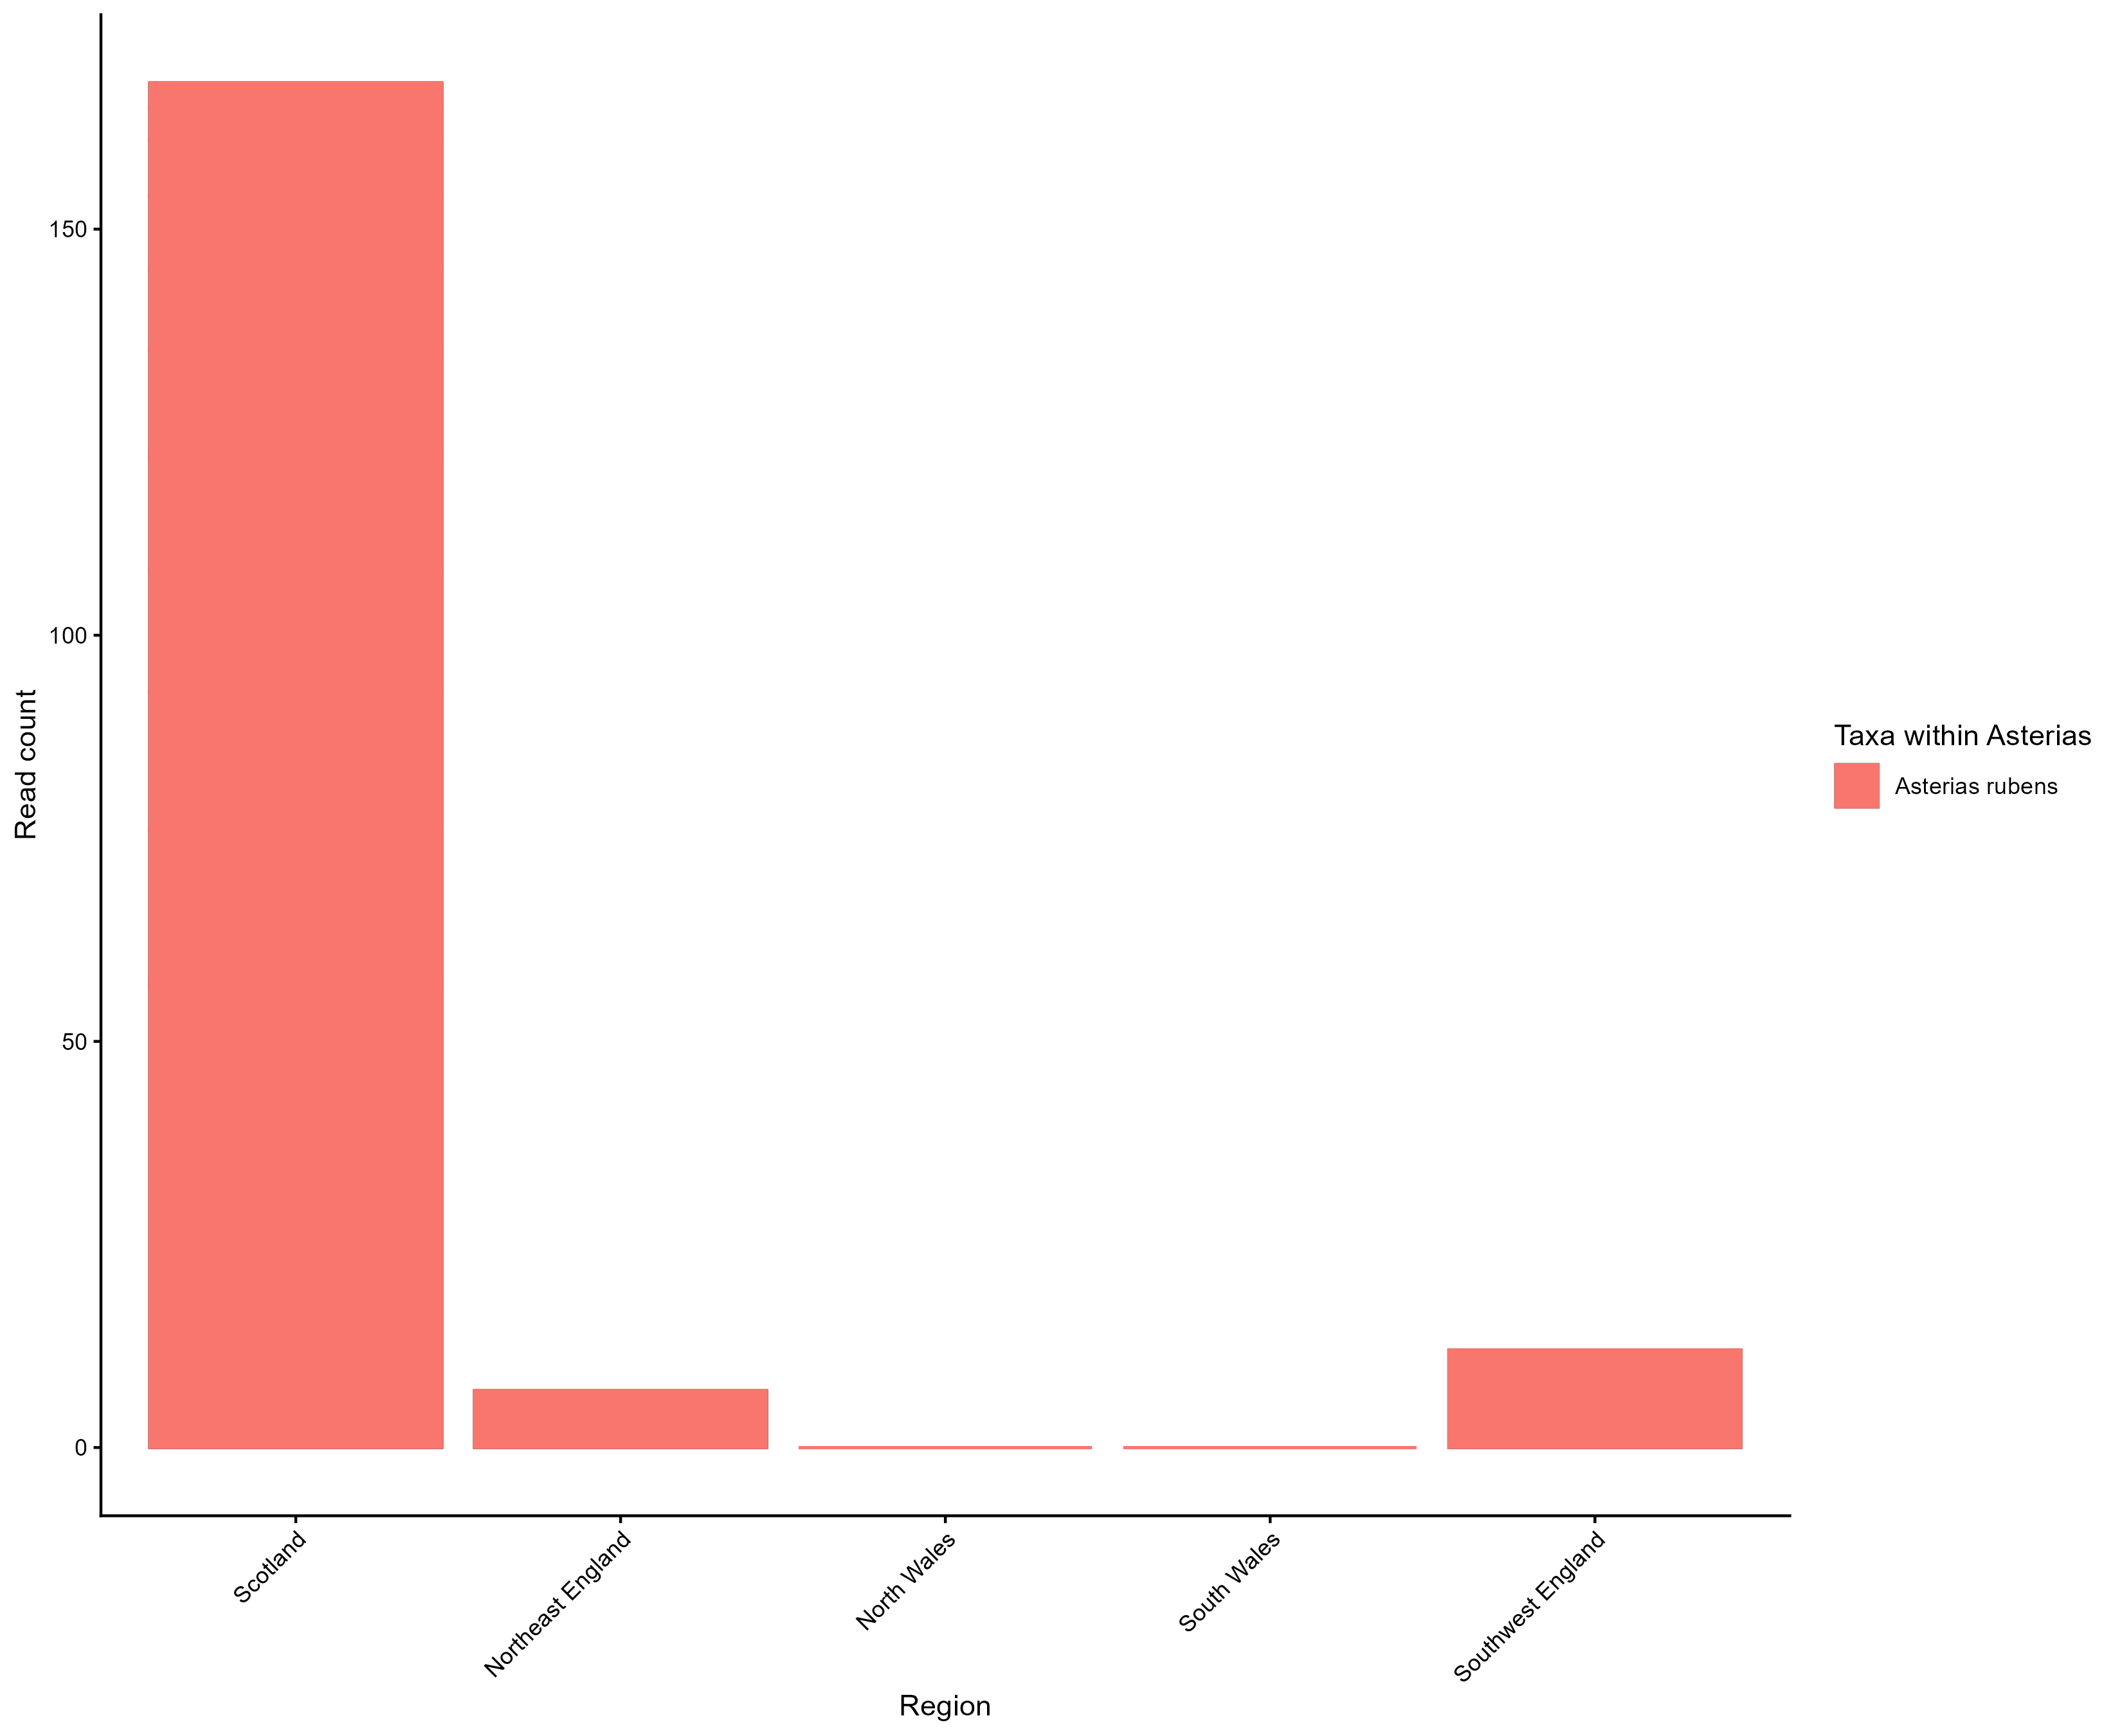 150
100
50
0
Read count
Scotland
Northeast England
North Wales
South Wales
Southwest England
Region
Taxa within Asterias
Asterias rubens